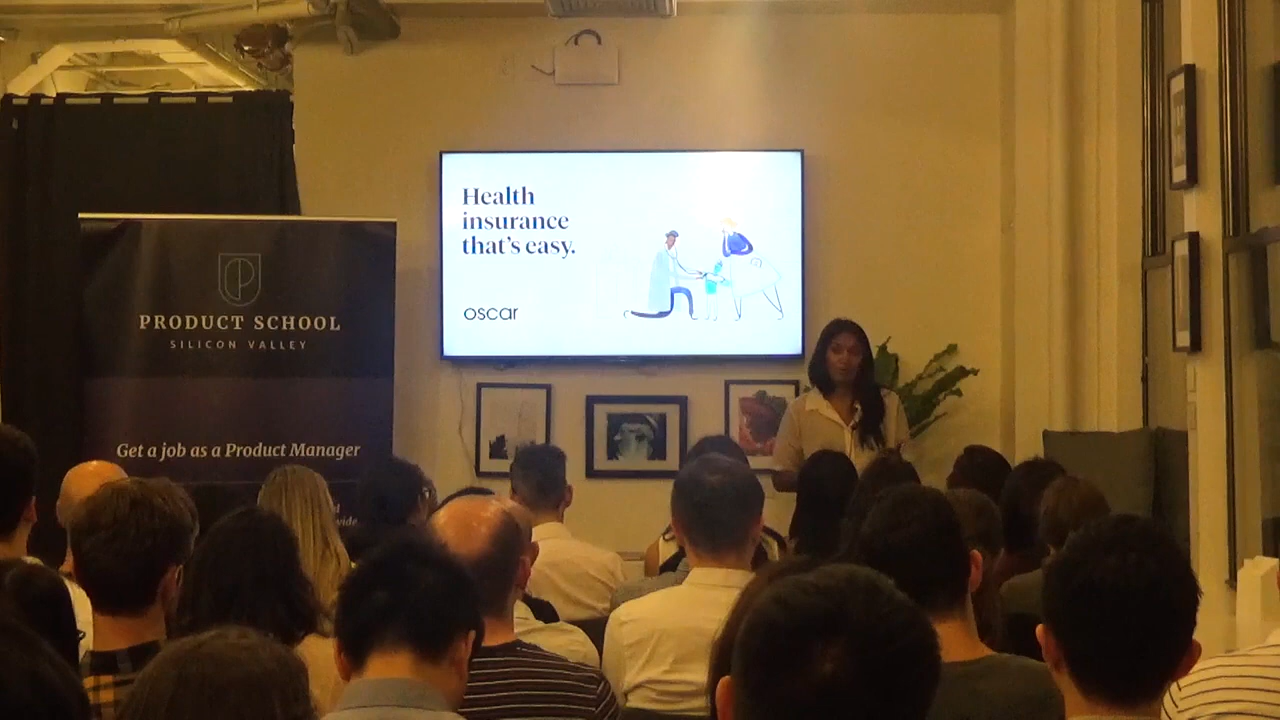 Health
insurance
that's easy.
oscar
PRODUCT SCHOOL
SILICON VALLEY
Get a job as a Product Manager